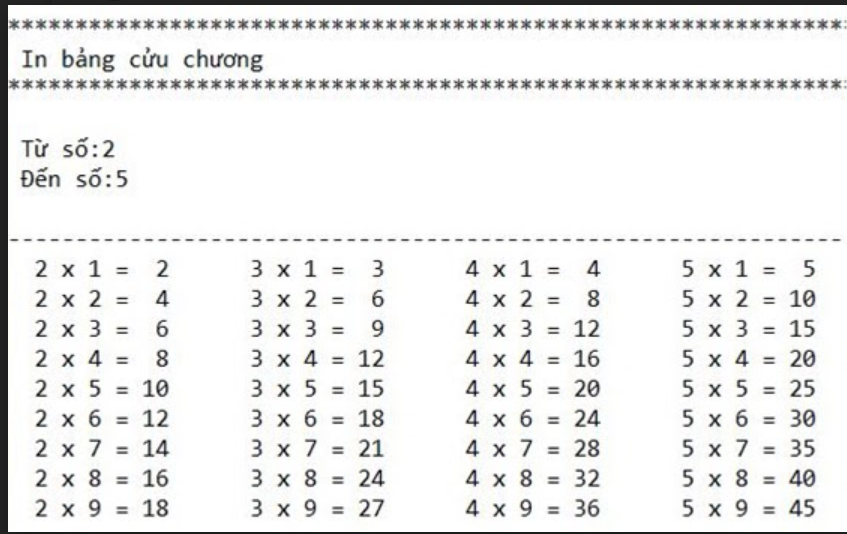 **************************************************************
In bảng cửu chương
**************************************************************
Từ số:2
Đến số:5
--------------------------------------------------------------
2 x 1 =  2      3 x 1 =  3      4 x 1 =  4      5 x 1 =  5
2 x 2 =  4      3 x 2 =  6      4 x 2 =  8      5 x 2 = 10
2 x 3 =  6      3 x 3 =  9      4 x 3 = 12      5 x 3 = 15
2 x 4 =  8      3 x 4 = 12      4 x 4 = 16      5 x 4 = 20
2 x 5 = 10      3 x 5 = 15      4 x 5 = 20      5 x 5 = 25
2 x 6 = 12      3 x 6 = 18      4 x 6 = 24      5 x 6 = 30
2 x 7 = 14      3 x 7 = 21      4 x 7 = 28      5 x 7 = 35
2 x 8 = 16      3 x 8 = 24      4 x 8 = 32      5 x 8 = 40
2 x 9 = 18      3 x 9 = 27      4 x 9 = 36      5 x 9 = 45